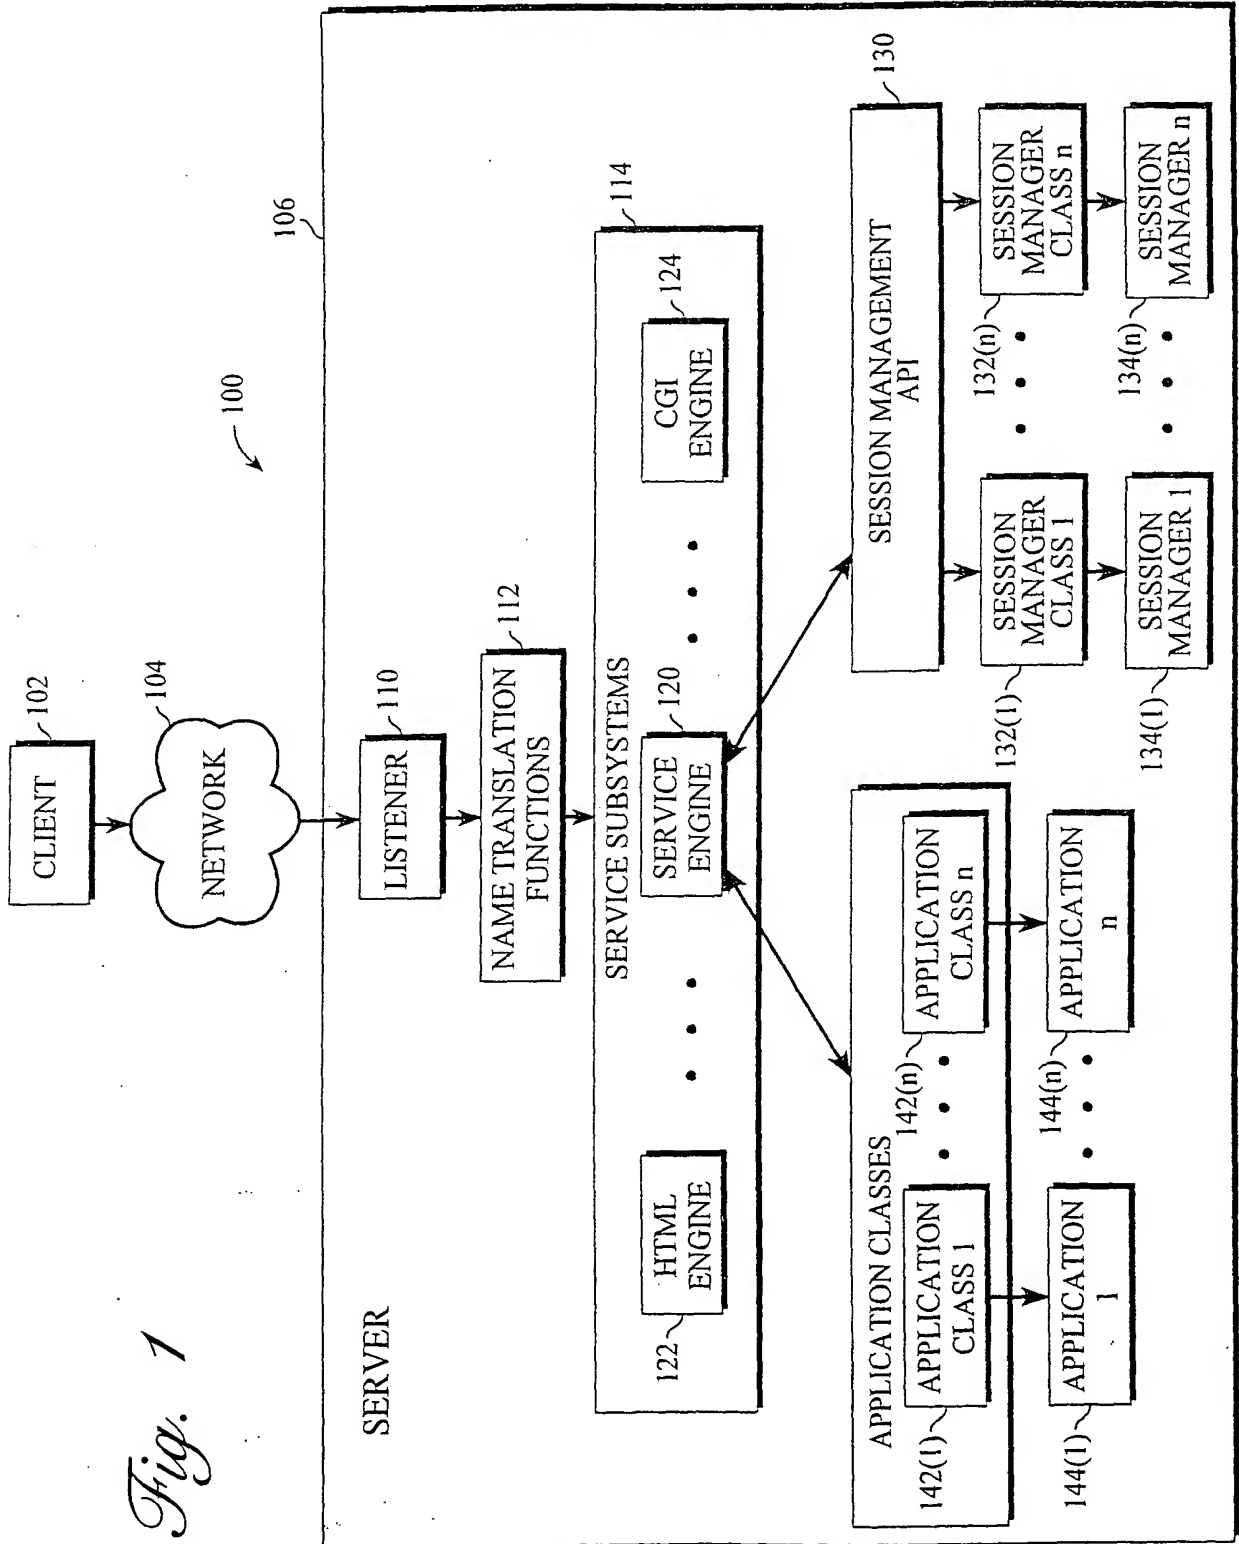 Fig. 1
100
CLIENT
102
NETWORK
104
SERVER
106
LISTENER
110
NAME TRANSLATION
FUNCTIONS
112
SERVICE SUBSYSTEMS
114
HTML
ENGINE
122
SERVICE
ENGINE
120
CGI
ENGINE
124
APPLICATION CLASSES
APPLICATION
CLASS 1
142(1)
APPLICATION
CLASS n
142(n)
APPLICATION
1
144(1)
APPLICATION
n
144(n)
SESSION MANAGEMENT
API
130
SESSION
MANAGER
CLASS 1
132(1)
SESSION
MANAGER
CLASS n
132(n)
SESSION
MANAGER 1
134(1)
SESSION
MANAGER n
134(n)